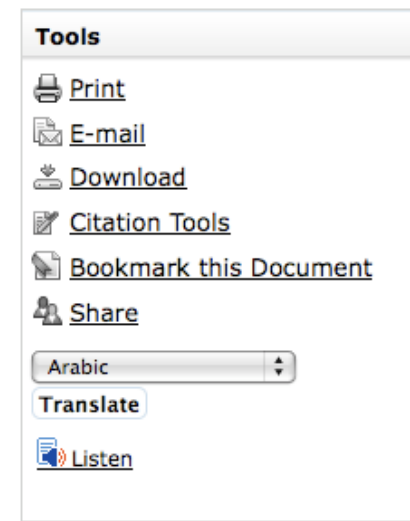 Tools
Print
E-mail
Download
Citation Tools
Bookmark this Document
Share
Arabic
Translate
Listen